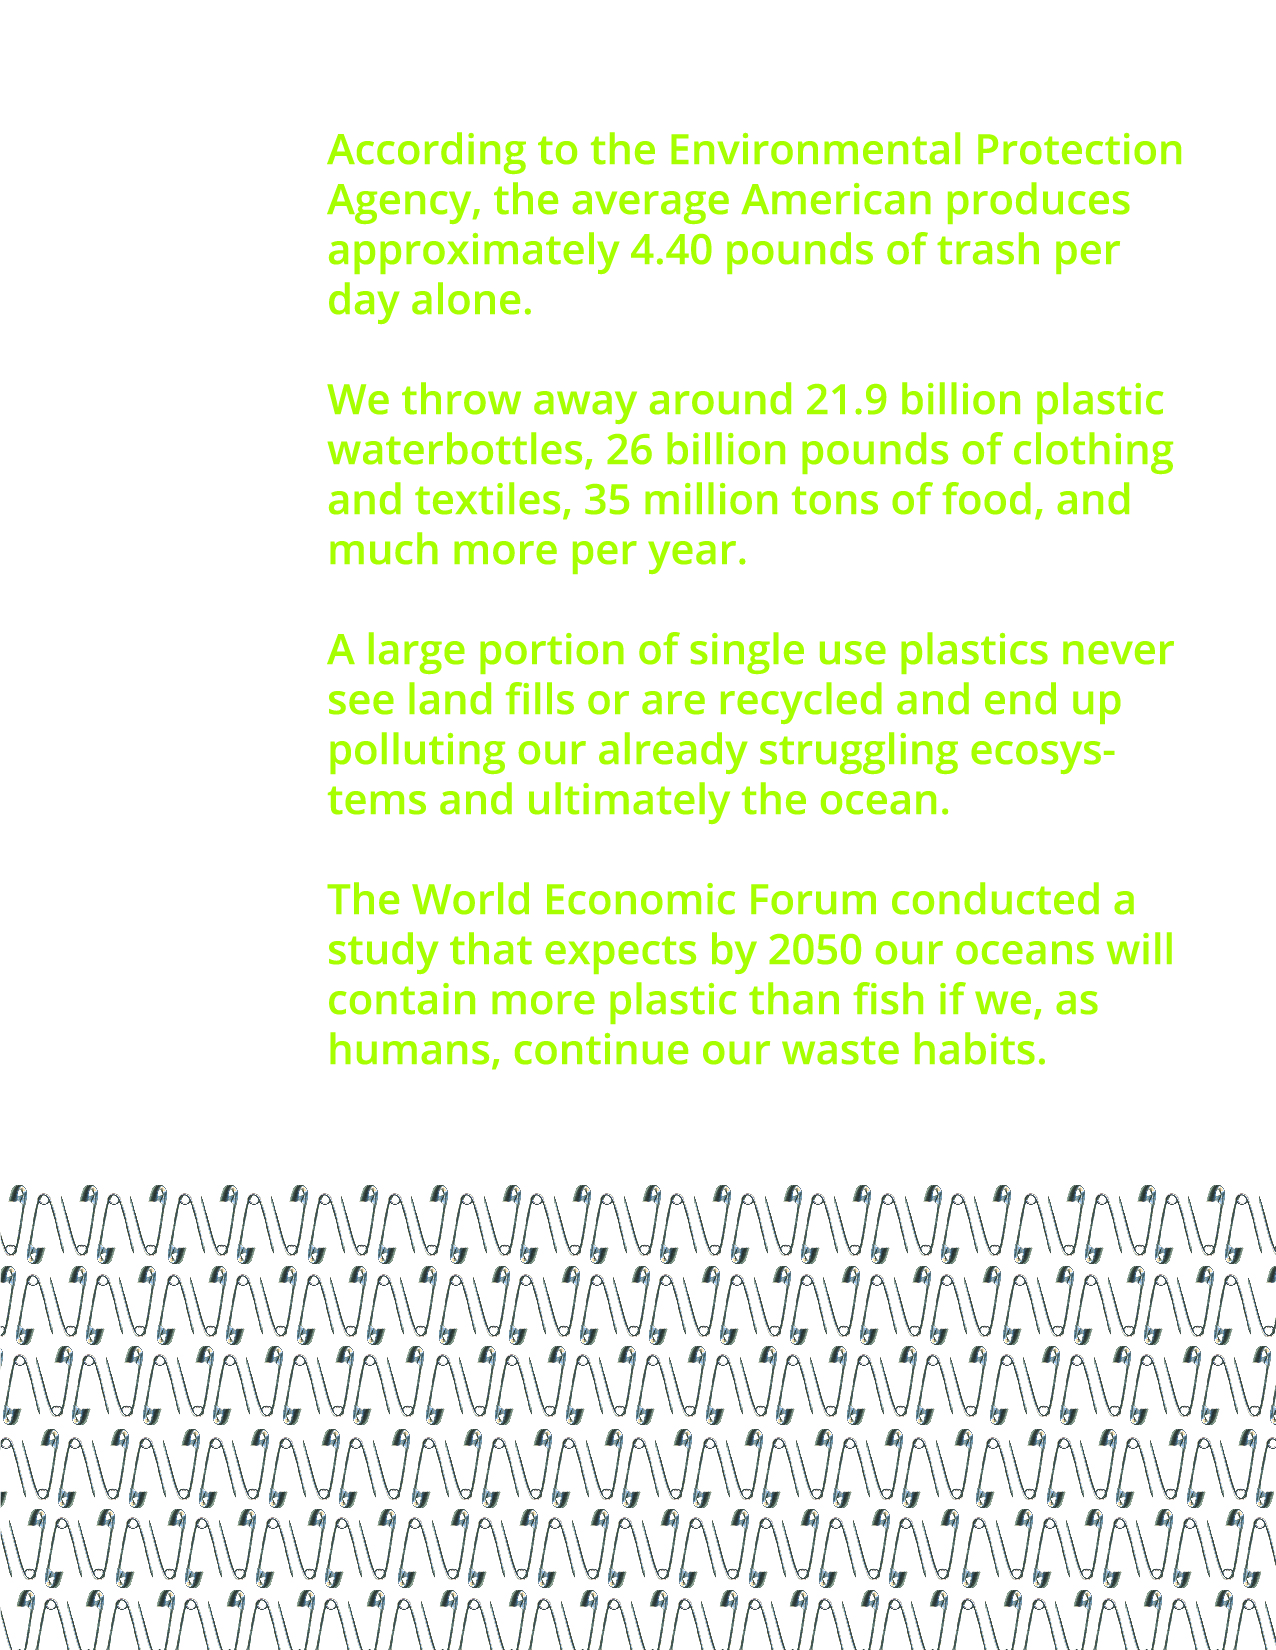 According to the Environmental Protection
Agency, the average American produces
approximately 4.40 pounds of trash per
day alone.
We throw away around 21.9 billion plastic
waterbottles, 26 billion pounds of clothing
and textiles, 35 million tons of food, and
much more per year.
A large portion of single use plastics never
see land fills or are recycled and end up
polluting our already struggling ecosys-
tems and ultimately the ocean.
The World Economic Forum conducted a
study that expects by 2050 our oceans will
contain more plastic than fish if we, as
humans, continue our waste habits.